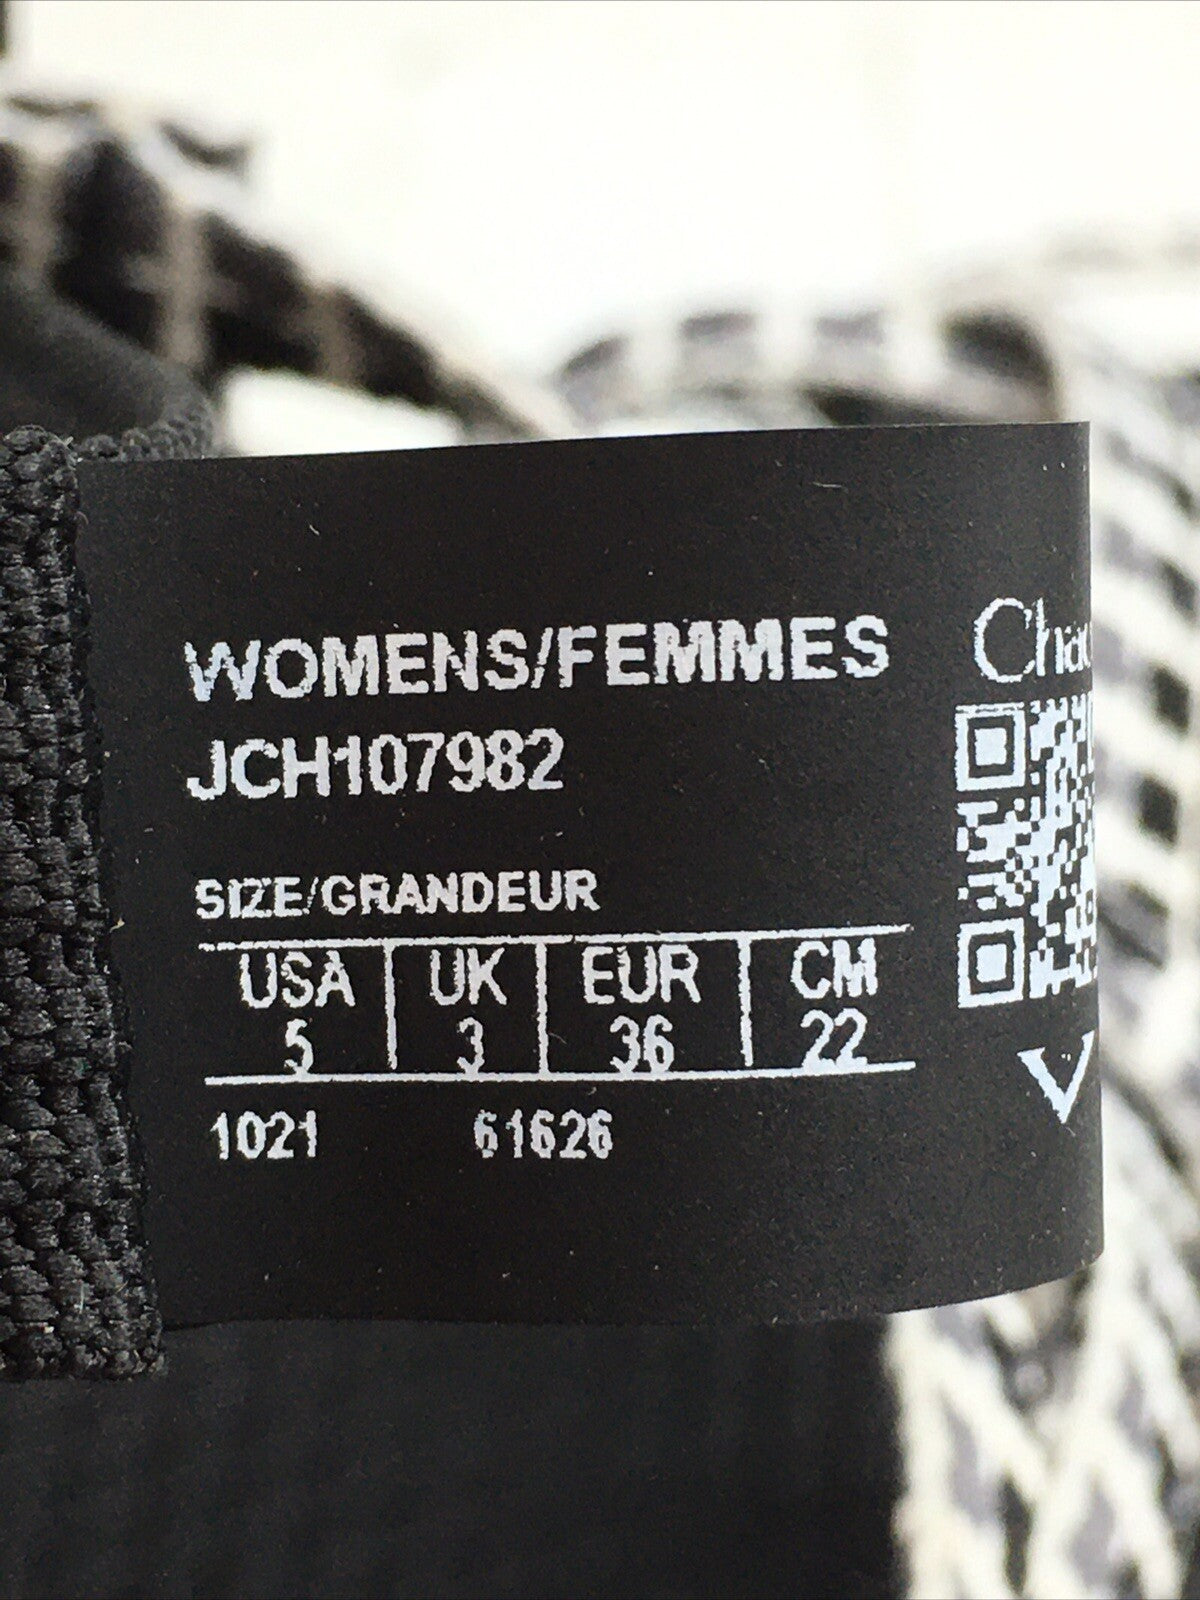 WOMENS/FEMMES
JCH107982
SIZE/GRANDEUR
USA UK EUR CM
5 3 36 22
1021 61626